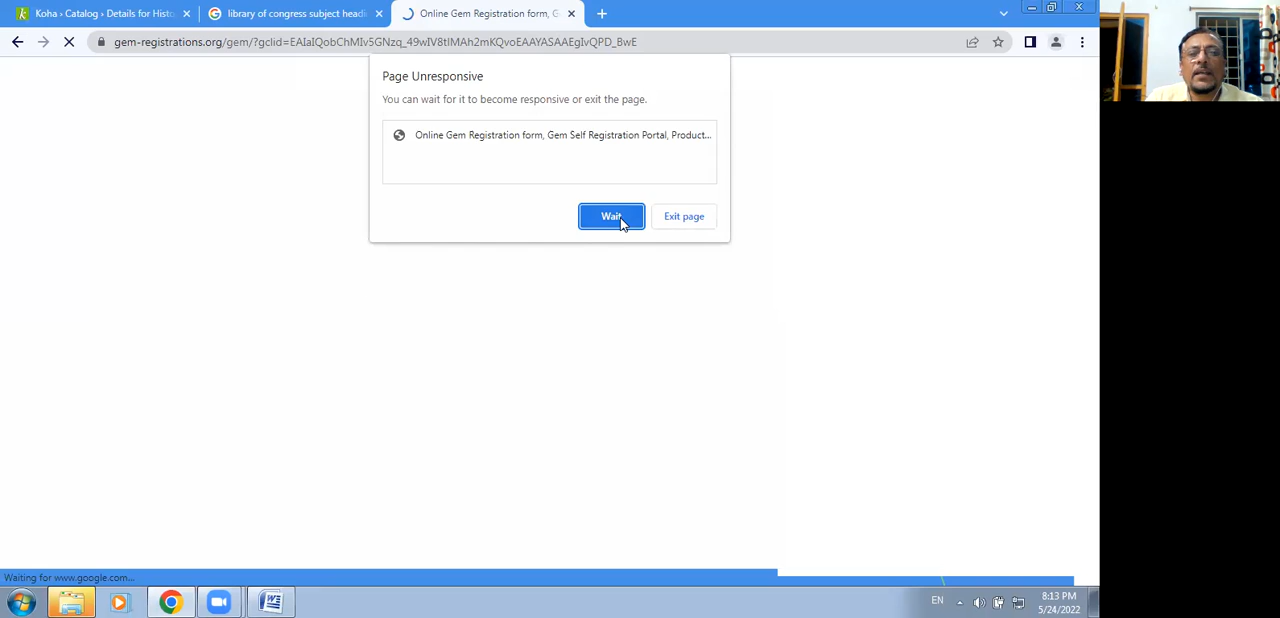 Koha › Catalog › Details for Histo
library of congress subject headi
Online Gem Registration form, G
gem-registrations.org/gem/?gclid=EAIaIQobChMIv5GNzq_49wIV8tlMAh2mKQvoEAAYASAAEgIvQPD_BwE
Page Unresponsive
You can wait for it to become responsive or exit the page.
Online Gem Registration form, Gem Self Registration Portal, Product...
Wait
Exit page
Waiting for www.google.com...
EN
8:13 PM
5/24/2022